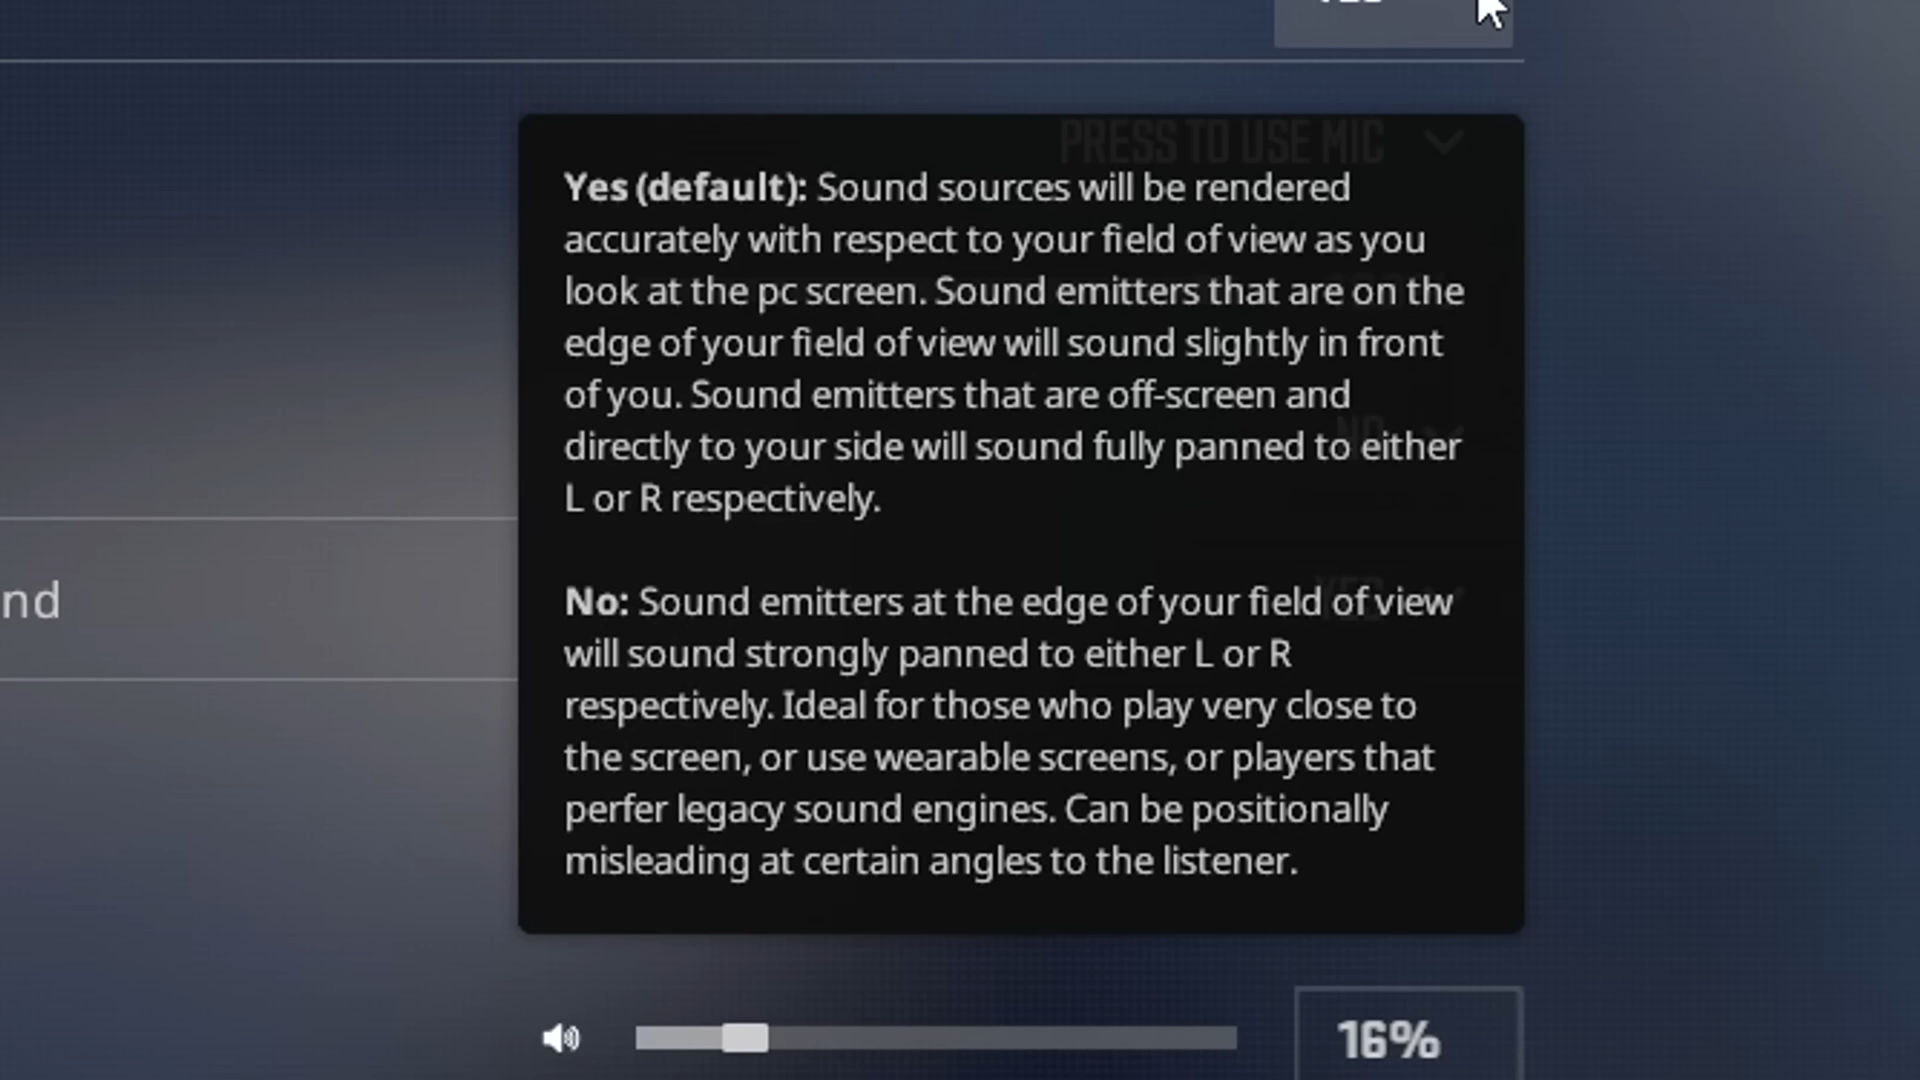 PRESS TO USE MIC
Yes (default): Sound sources will be rendered
accurately with respect to your field of view as you
look at the pc screen. Sound emitters that are on the
edge of your field of view will sound slightly in front
of you. Sound emitters that are off-screen and
directly to your side will sound fully panned to either
L or R respectively.
No: Sound emitters at the edge of your field of view
will sound strongly panned to either L or R
respectively. Ideal for those who play very close to
the screen, or use wearable screens, or players that
perfer legacy sound engines. Can be positionally
misleading at certain angles to the listener.
nd
16%